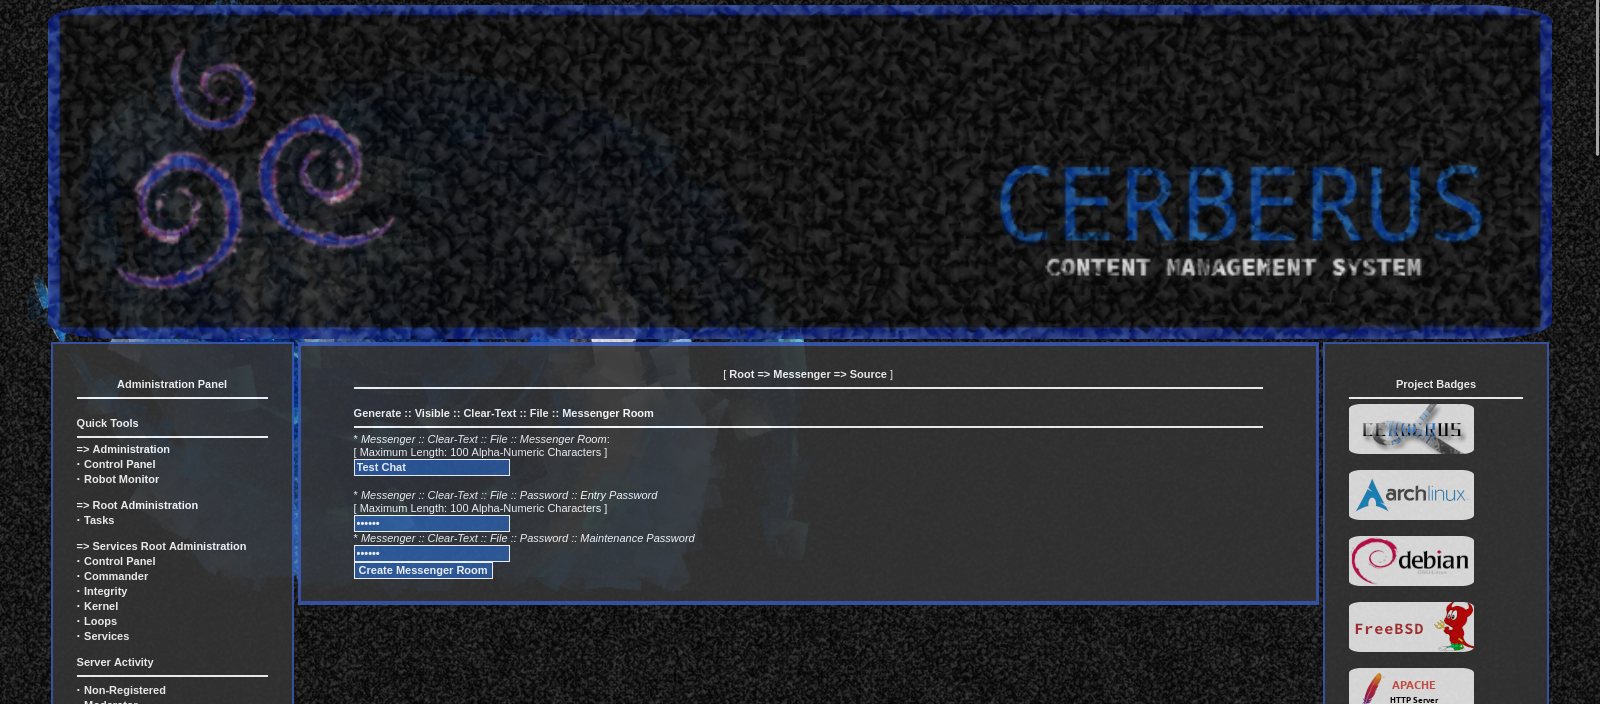 CERBERUS
CONTENT MANAGEMENT SYSTEM
Administration Panel
Quick Tools
=> Administration
· Control Panel
· Robot Monitor
=> Root Administration
· Tasks
=> Services Root Administration
· Control Panel
· Commander
· Integrity
· Kernel
· Loops
· Services
Server Activity
· Non-Registered
· Moderator
[ Root => Messenger => Source ]
Generate :: Visible :: Clear-Text :: File :: Messenger Room
* Messenger :: Clear-Text :: File :: Messenger Room:
[ Maximum Length: 100 Alpha-Numeric Characters ]
Test Chat
* Messenger :: Clear-Text :: File :: Password :: Entry Password
[ Maximum Length: 100 Alpha-Numeric Characters ]
••••••
* Messenger :: Clear-Text :: File :: Password :: Maintenance Password
••••••
Create Messenger Room
Project Badges
CERBERUS
archlinux
debian
FreeBSD
APACHE
HTTP Server